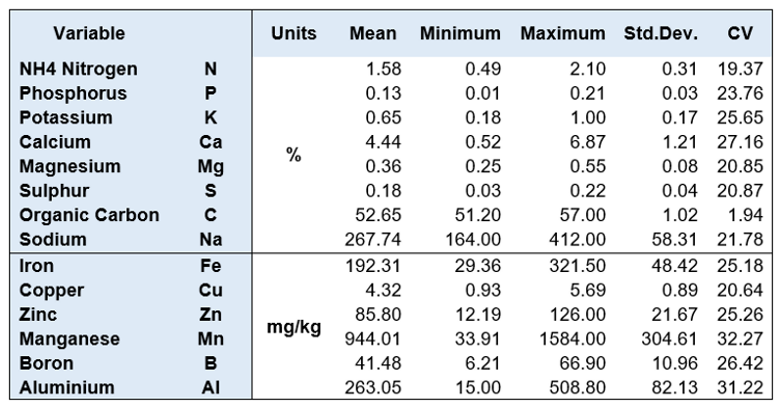 Variable Units Mean Minimum Maximum Std.Dev. CV
NH4 Nitrogen N 1.58 0.49 2.10 0.31 19.37
Phosphorus P 0.13 0.01 0.21 0.03 23.76
Potassium K 0.65 0.18 1.00 0.17 25.65
Calcium Ca 4.44 0.52 6.87 1.21 27.16
%
Magnesium Mg 0.36 0.25 0.55 0.08 20.85
Sulphur S 0.18 0.03 0.22 0.04 20.87
Organic Carbon C 52.65 51.20 57.00 1.02 1.94
Sodium Na 267.74 164.00 412.00 58.31 21.78
Iron Fe 192.31 29.36 321.50 48.42 25.18
Copper Cu 4.32 0.93 5.69 0.89 20.64
Zinc Zn 85.80 12.19 126.00 21.67 25.26
mg/kg
Manganese Mn 944.01 33.91 1584.00 304.61 32.27
Boron B 41.48 6.21 66.90 10.96 26.42
Aluminium Al 263.05 15.00 508.80 82.13 31.22